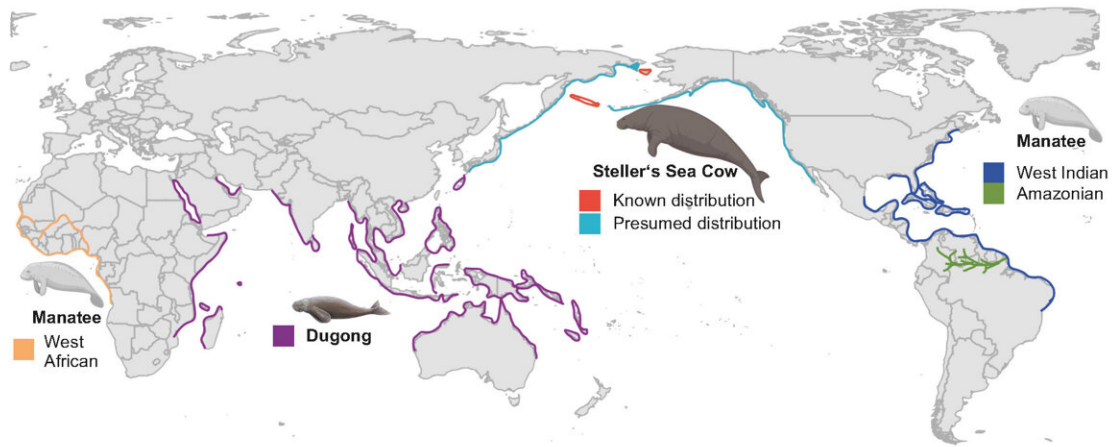 Manatee
West Indian
Amazonian
Steller‘s Sea Cow
Known distribution
Presumed distribution
Manatee
West
African
Dugong